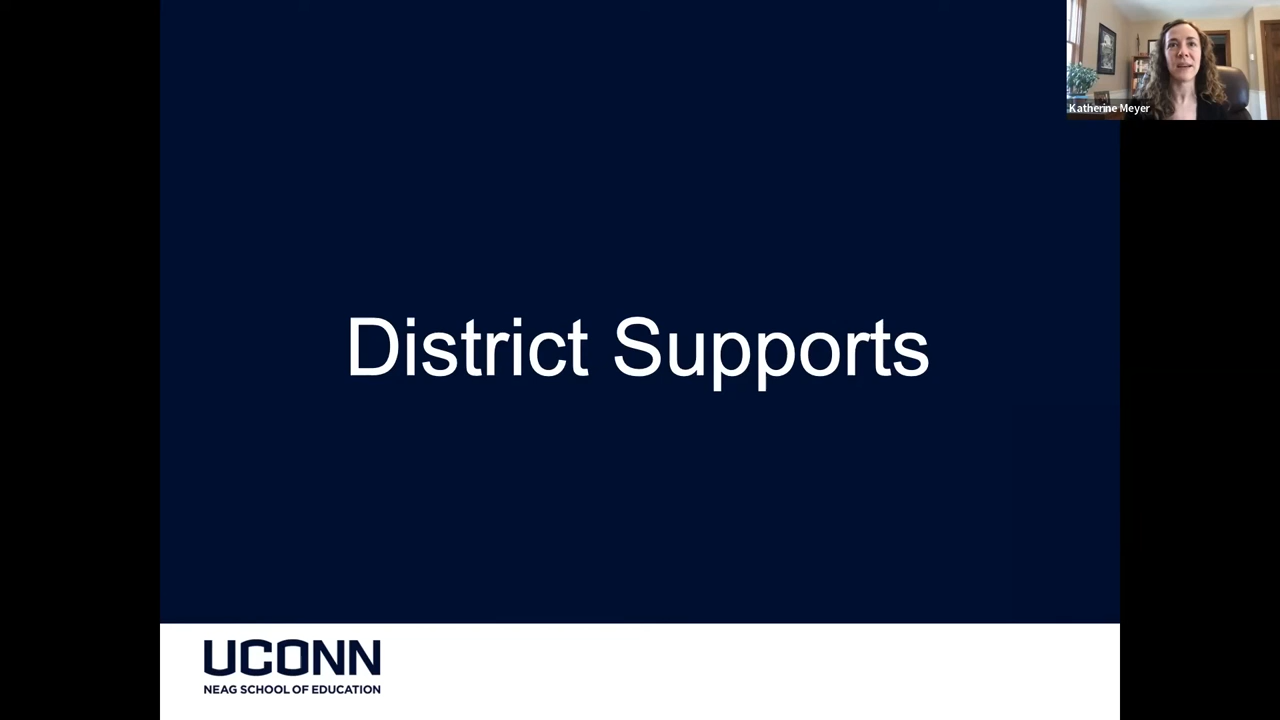 Katherine Meyer
District Supports
UCONN
NEAG SCHOOL OF EDUCATION